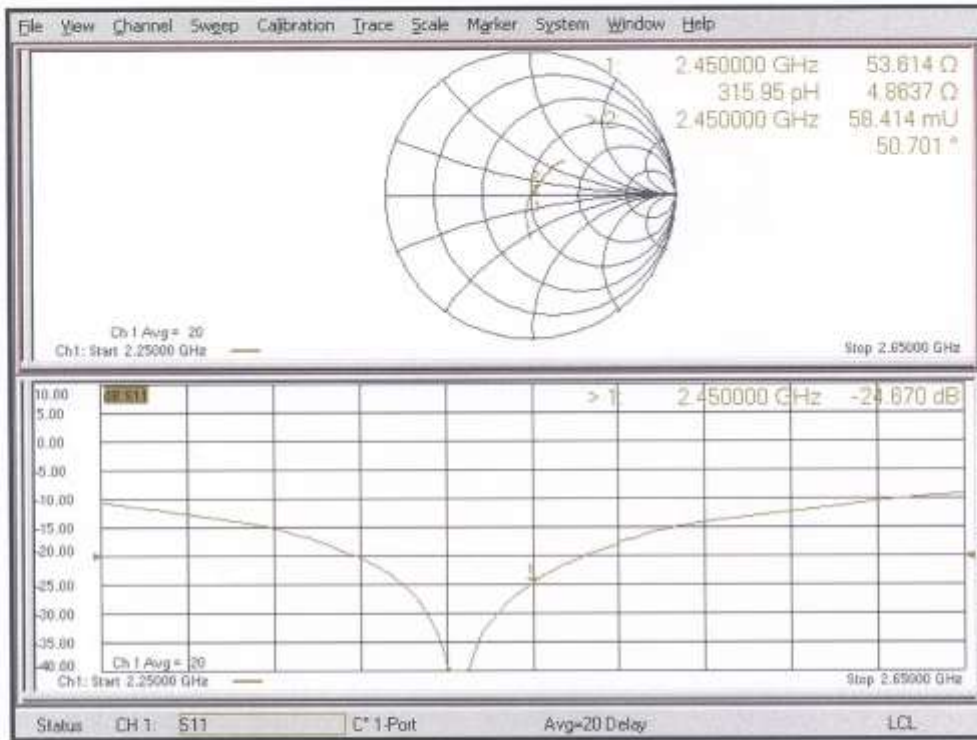 File View Channel Sweep Calibration Trace Scale Marker System Window Help
1: 2.450000 GHz 53.614 Ω
315.95 pH 4.8637 Ω
> 2: 2.450000 GHz 58.414 mU
50.701 °
Ch 1 Avg = 20
Ch1: Start 2.25000 GHz
Stop 2.65000 GHz
10.00
dB S11
> 1: 2.450000 GHz -24.670 dB
5.00
0.00
-5.00
-10.00
-15.00
-20.00
-25.00
-30.00
-35.00
-40.00
Ch 1 Avg = 20
Ch1: Start 2.25000 GHz
Stop 2.65000 GHz
Status CH 1: S11 C* 1-Port Avg=20 Delay LCL